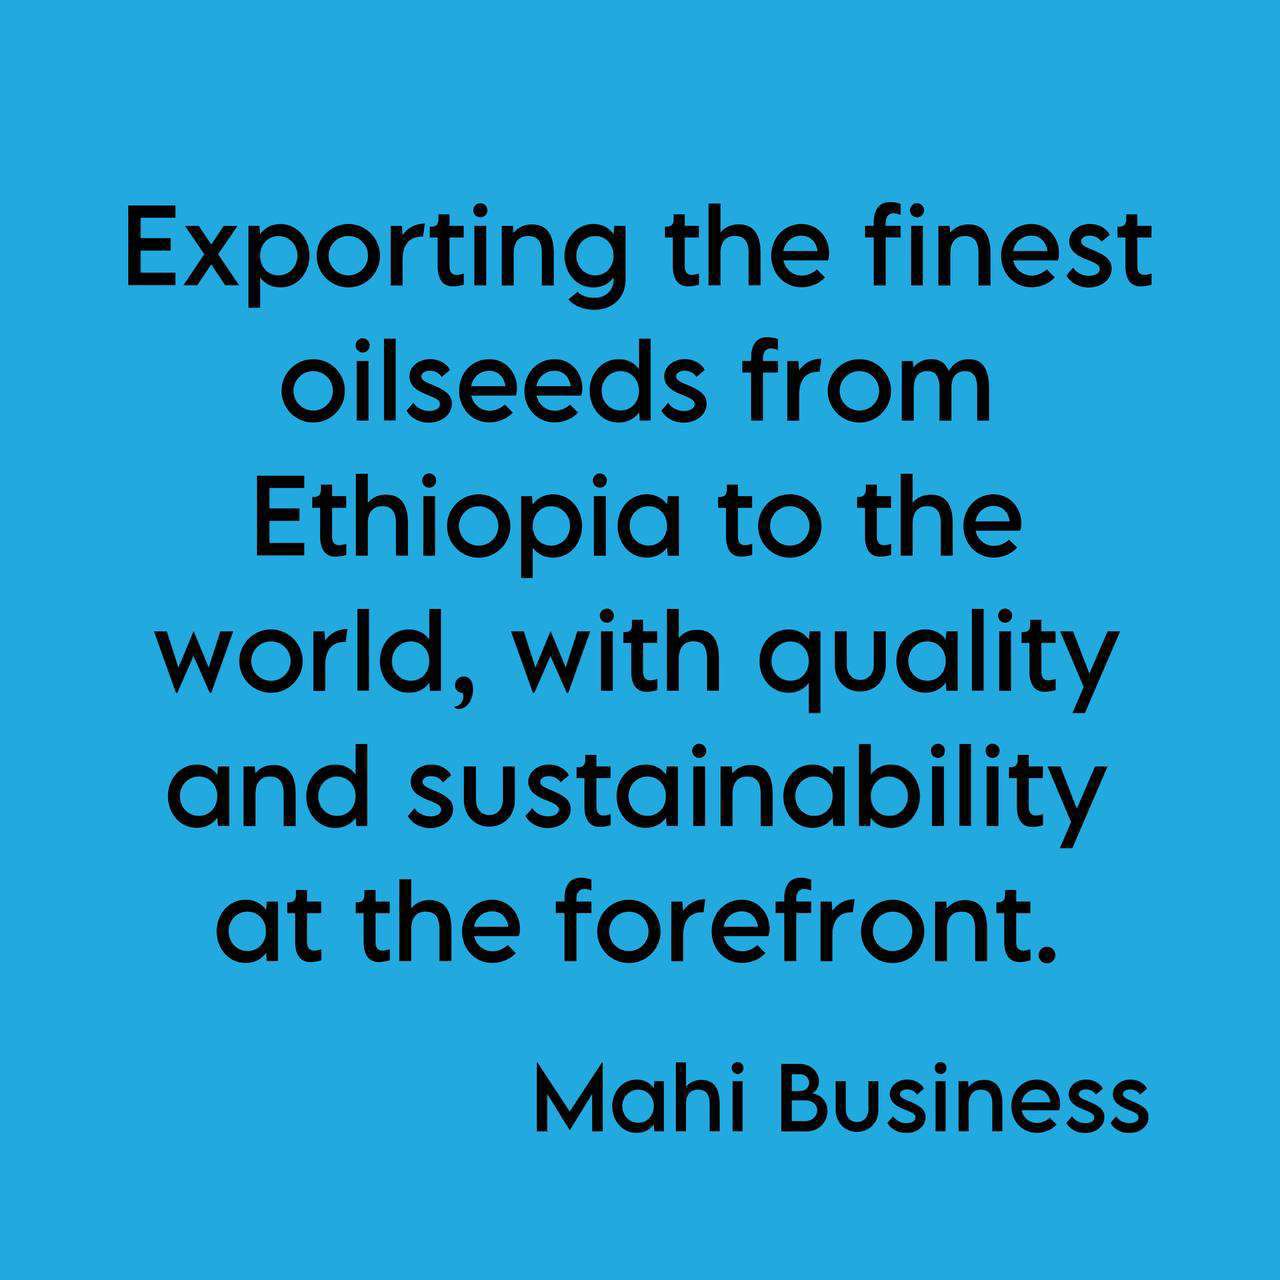 Exporting the finest
oilseeds from
Ethiopia to the
world, with quality
and sustainability
at the forefront.
Mahi Business